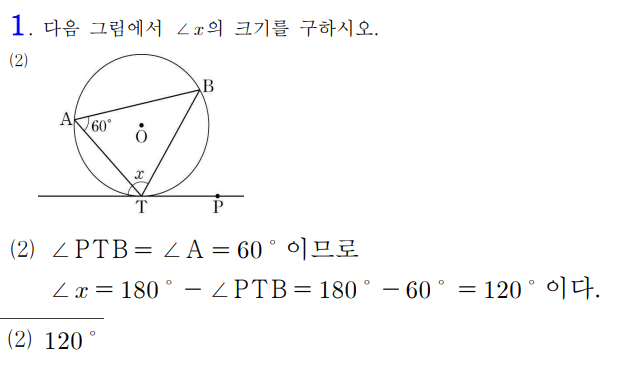 1. 다음 그림에서 ∠x의 크기를 구하시오.
(2)
B
A
60°
O
x
T
P
(2) ∠PTB = ∠A = 60° 이므로
∠x = 180° - ∠PTB = 180° - 60° = 120° 이다.
(2) 120°